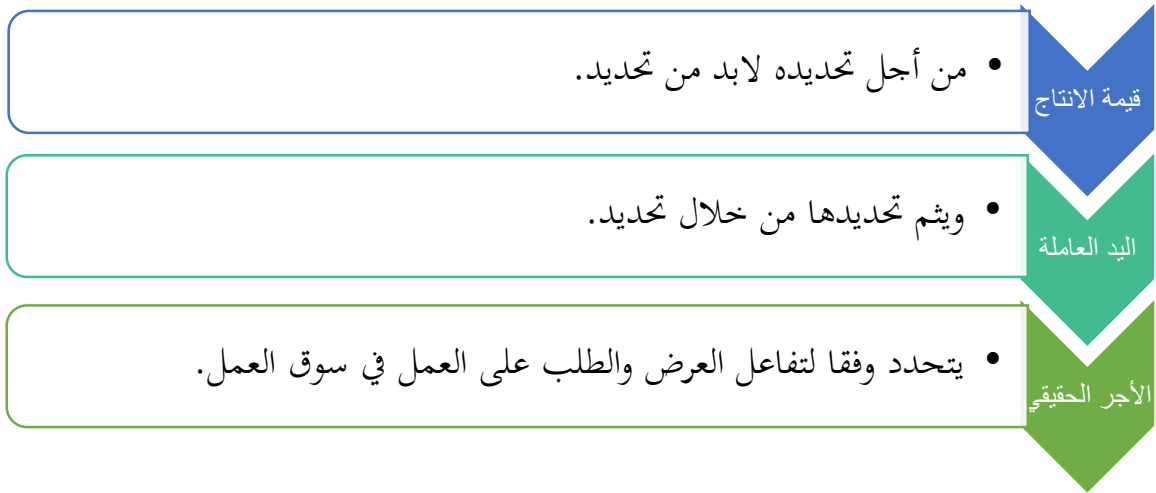 قيمة الانتاج
• من أجل تحديده لابد من تحديد.
اليد العاملة
• ويثم تحديدها من خلال تحديد.
الأجر الحقيقي
• يتحدد وفقا لتفاعل العرض والطلب على العمل في سوق العمل.